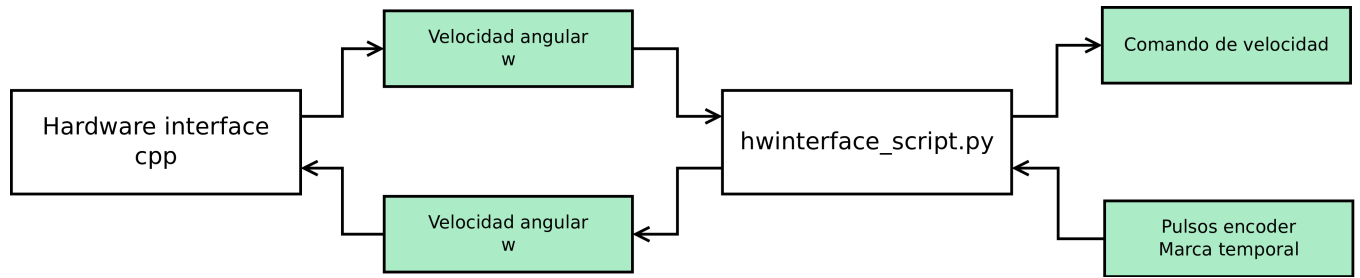 Velocidad angular
w
Comando de velocidad
Hardware interface
cpp
hwinterface_script.py
Velocidad angular
w
Pulsos encoder
Marca temporal